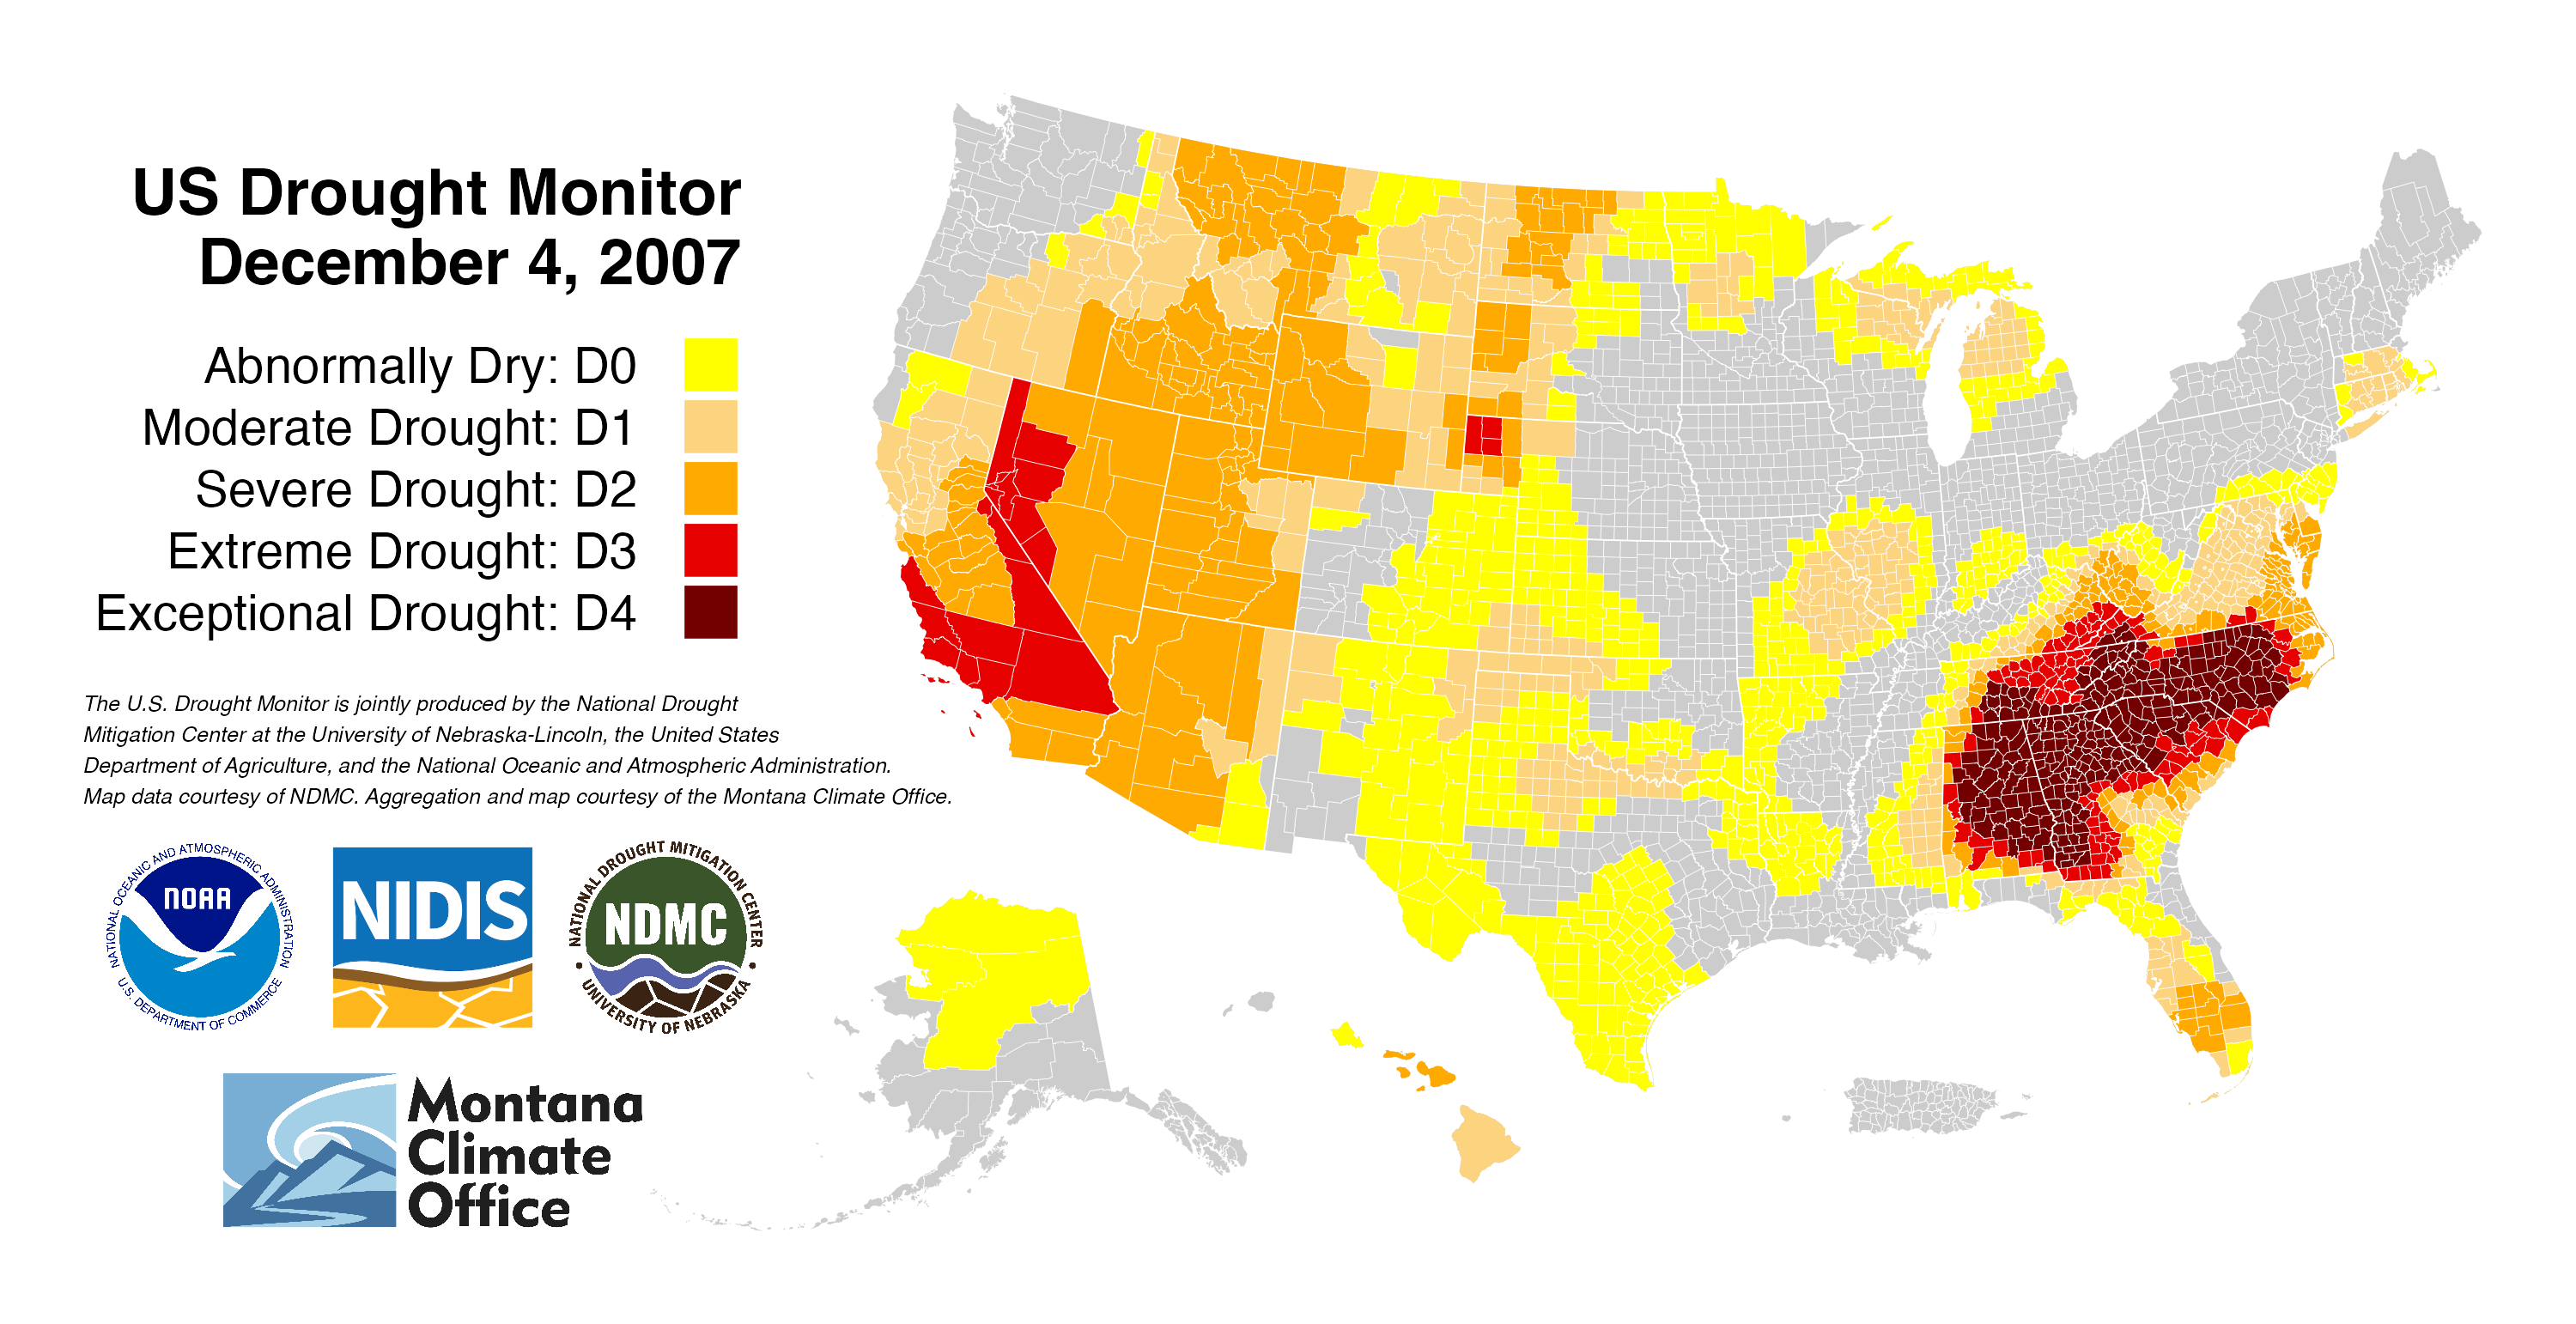 US Drought Monitor
December 4, 2007
Abnormally Dry: D0
Moderate Drought: D1
Severe Drought: D2
Extreme Drought: D3
Exceptional Drought: D4
The U.S. Drought Monitor is jointly produced by the National Drought
Mitigation Center at the University of Nebraska-Lincoln, the United States
Department of Agriculture, and the National Oceanic and Atmospheric Administration.
Map data courtesy of NDMC. Aggregation and map courtesy of the Montana Climate Office.
NATIONAL OCEANIC AND ATMOSPHERIC ADMINISTRATION
NOAA
U.S. DEPARTMENT OF COMMERCE
NIDIS
NATIONAL DROUGHT MITIGATION CENTER
NDMC
UNIVERSITY OF NEBRASKA
Montana
Climate
Office